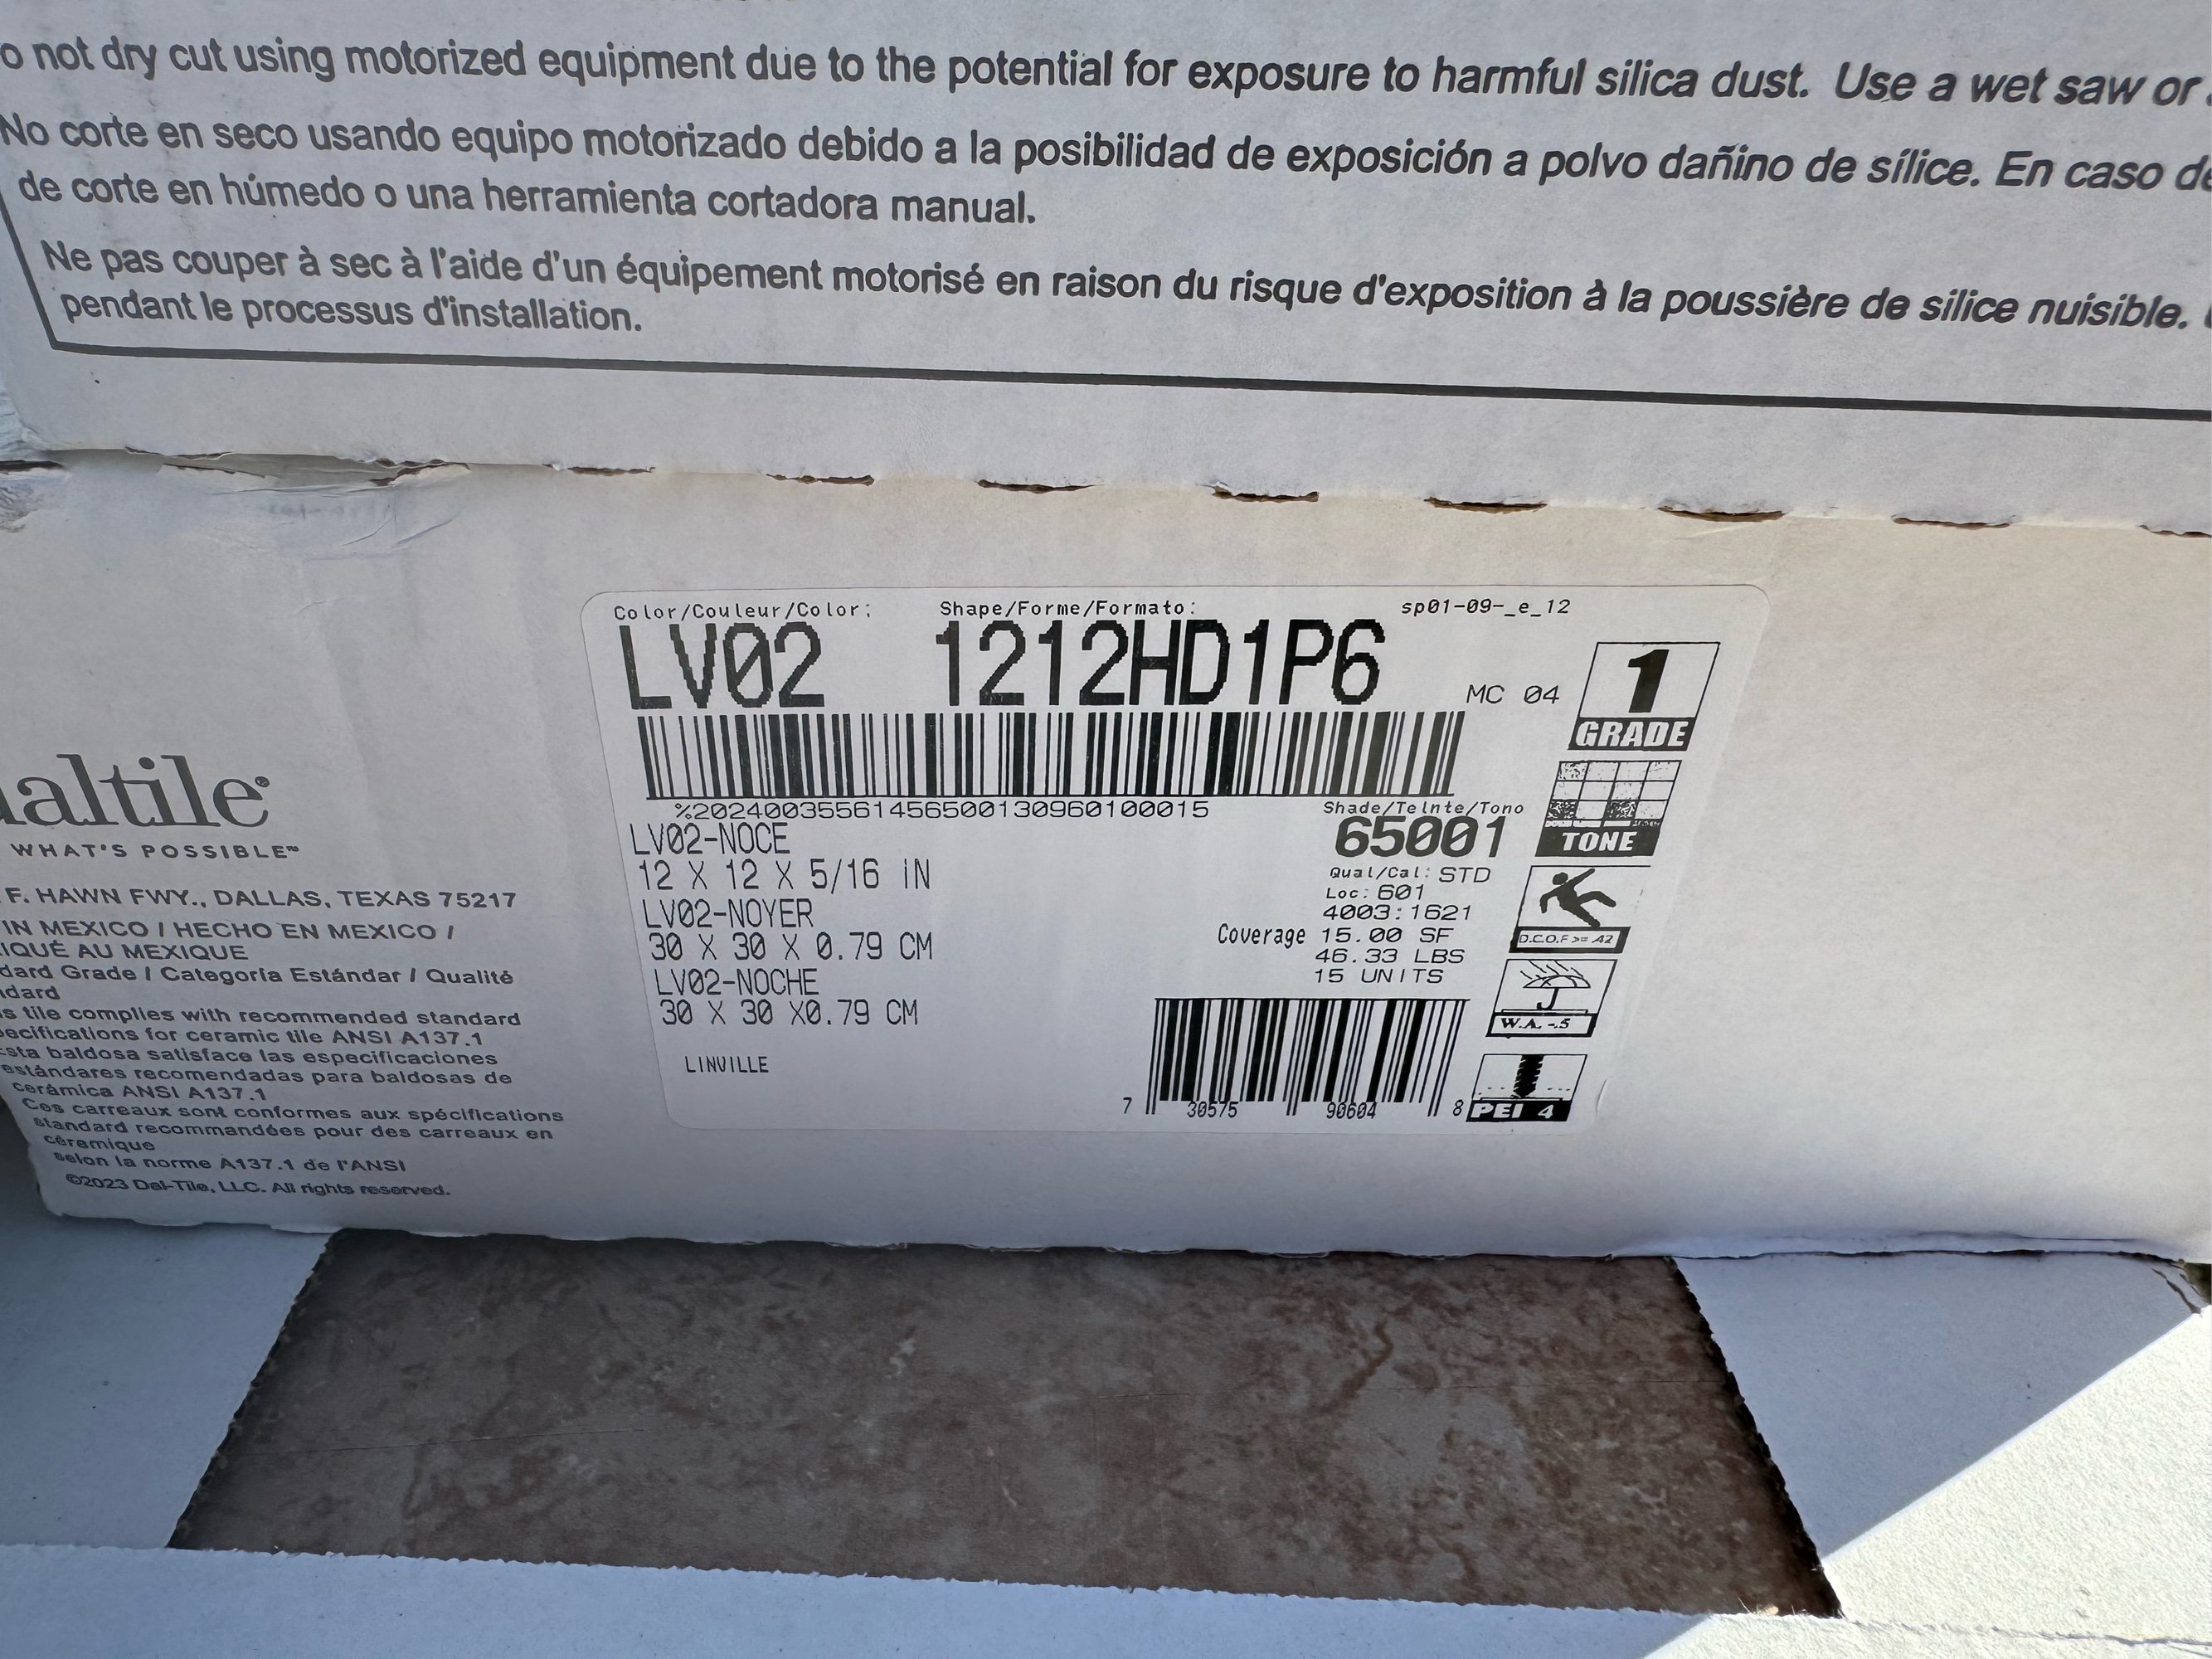 o not dry cut using motorized equipment due to the potential for exposure to harmful silica dust. Use a wet saw or
No corte en seco usando equipo motorizado debido a la posibilidad de exposición a polvo dañino de sílice. En caso de
de corte en húmedo o una herramienta cortadora manual.
Ne pas couper à sec à l'aide d'un équipement motorisé en raison du risque d'exposition à la poussière de silice nuisible.
pendant le processus d'installation.
Color/Couleur/Color: Shape/Forme/Formato: sp01-09-_e_12
LV02 1212HD1P6 MC 04
1
GRADE
%2024003556145650013096010001​5
Shade/Teinte/Tono
65001
TONE
LV02-NOCE
12 X 12 X 5/16 IN
LV02-NOYER
30 X 30 X 0.79 CM
LV02-NOCHE
30 X 30 X0.79 CM
LINVILLE
Qual/Cal: STD
Loc: 601
4003:1621
Coverage 15.00 SF
46.33 LBS
15 UNITS
D.C.O.F >= .42
W.A. -.5
PEI 4
7 30575 90604 8
altile®
WHAT'S POSSIBLE™
F. HAWN FWY., DALLAS, TEXAS 75217
IN MEXICO / HECHO EN MEXICO /
IQUÉ AU MEXIQUE
dard Grade / Categoría Estándar / Qualité
dard
s tile complies with recommended standard
ecifications for ceramic tile ANSI A137.1
sta baldosa satisface las especificaciones
estándares recomendadas para baldosas de
cerámica ANSI A137.1
Ces carreaux sont conformes aux spécifications
standard recommandées pour des carreaux en
céramique
selon la norme A137.1 de l'ANSI
©2023 Dal-Tile, LLC. All rights reserved.